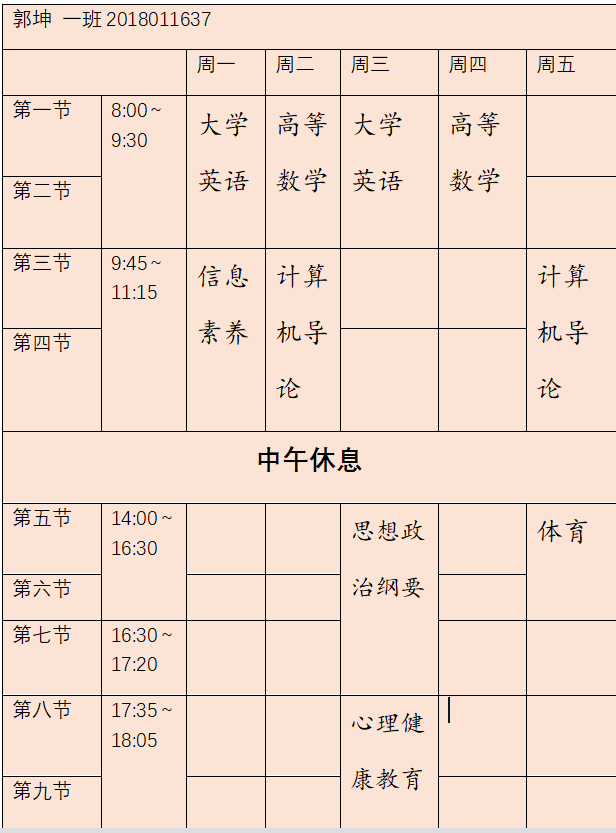 郭坤 一班 2018011637
周一 周二 周三 周四 周五
第一节
8:00～
9:30
大学
英语
高等
数学
大学
英语
高等
数学
第二节
第三节
9:45～
11:15
信息
素养
计算
机导
论
计算
机导
论
第四节
中午休息
第五节
14:00～
16:30
思想政
治纲要
体育
第六节
第七节
16:30～
17:20
第八节
17:35～
18:05
心理健
康教育
第九节